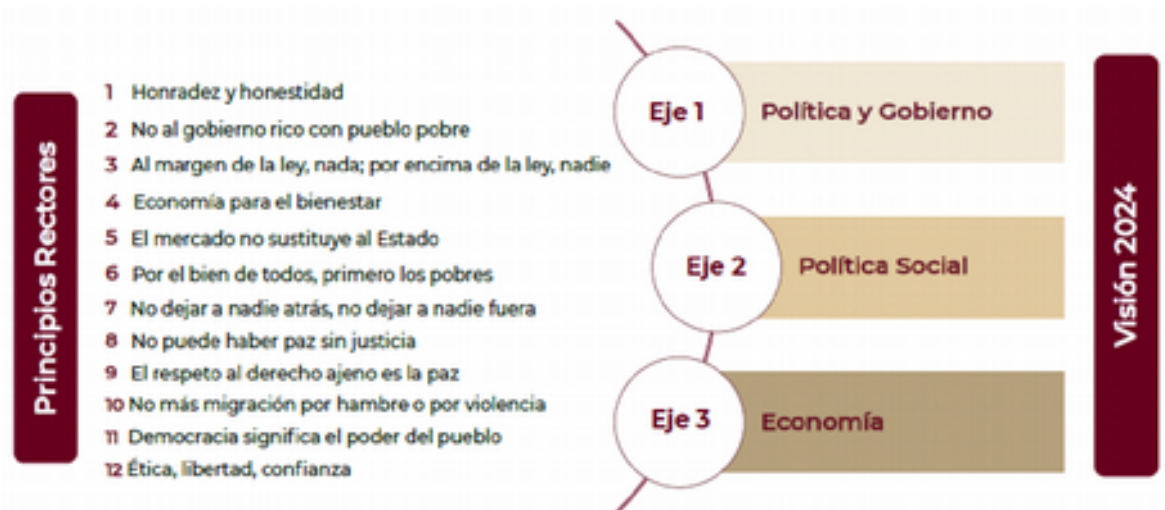 Principios Rectores
1 Honradez y honestidad
2 No al gobierno rico con pueblo pobre
3 Al margen de la ley, nada; por encima de la ley, nadie
4 Economía para el bienestar
5 El mercado no sustituye al Estado
6 Por el bien de todos, primero los pobres
7 No dejar a nadie atrás, no dejar a nadie fuera
8 No puede haber paz sin justicia
9 El respeto al derecho ajeno es la paz
10 No más migración por hambre o por violencia
11 Democracia significa el poder del pueblo
12 Ética, libertad, confianza
Eje 1 Política y Gobierno
Eje 2 Política Social
Eje 3 Economía
Visión 2024